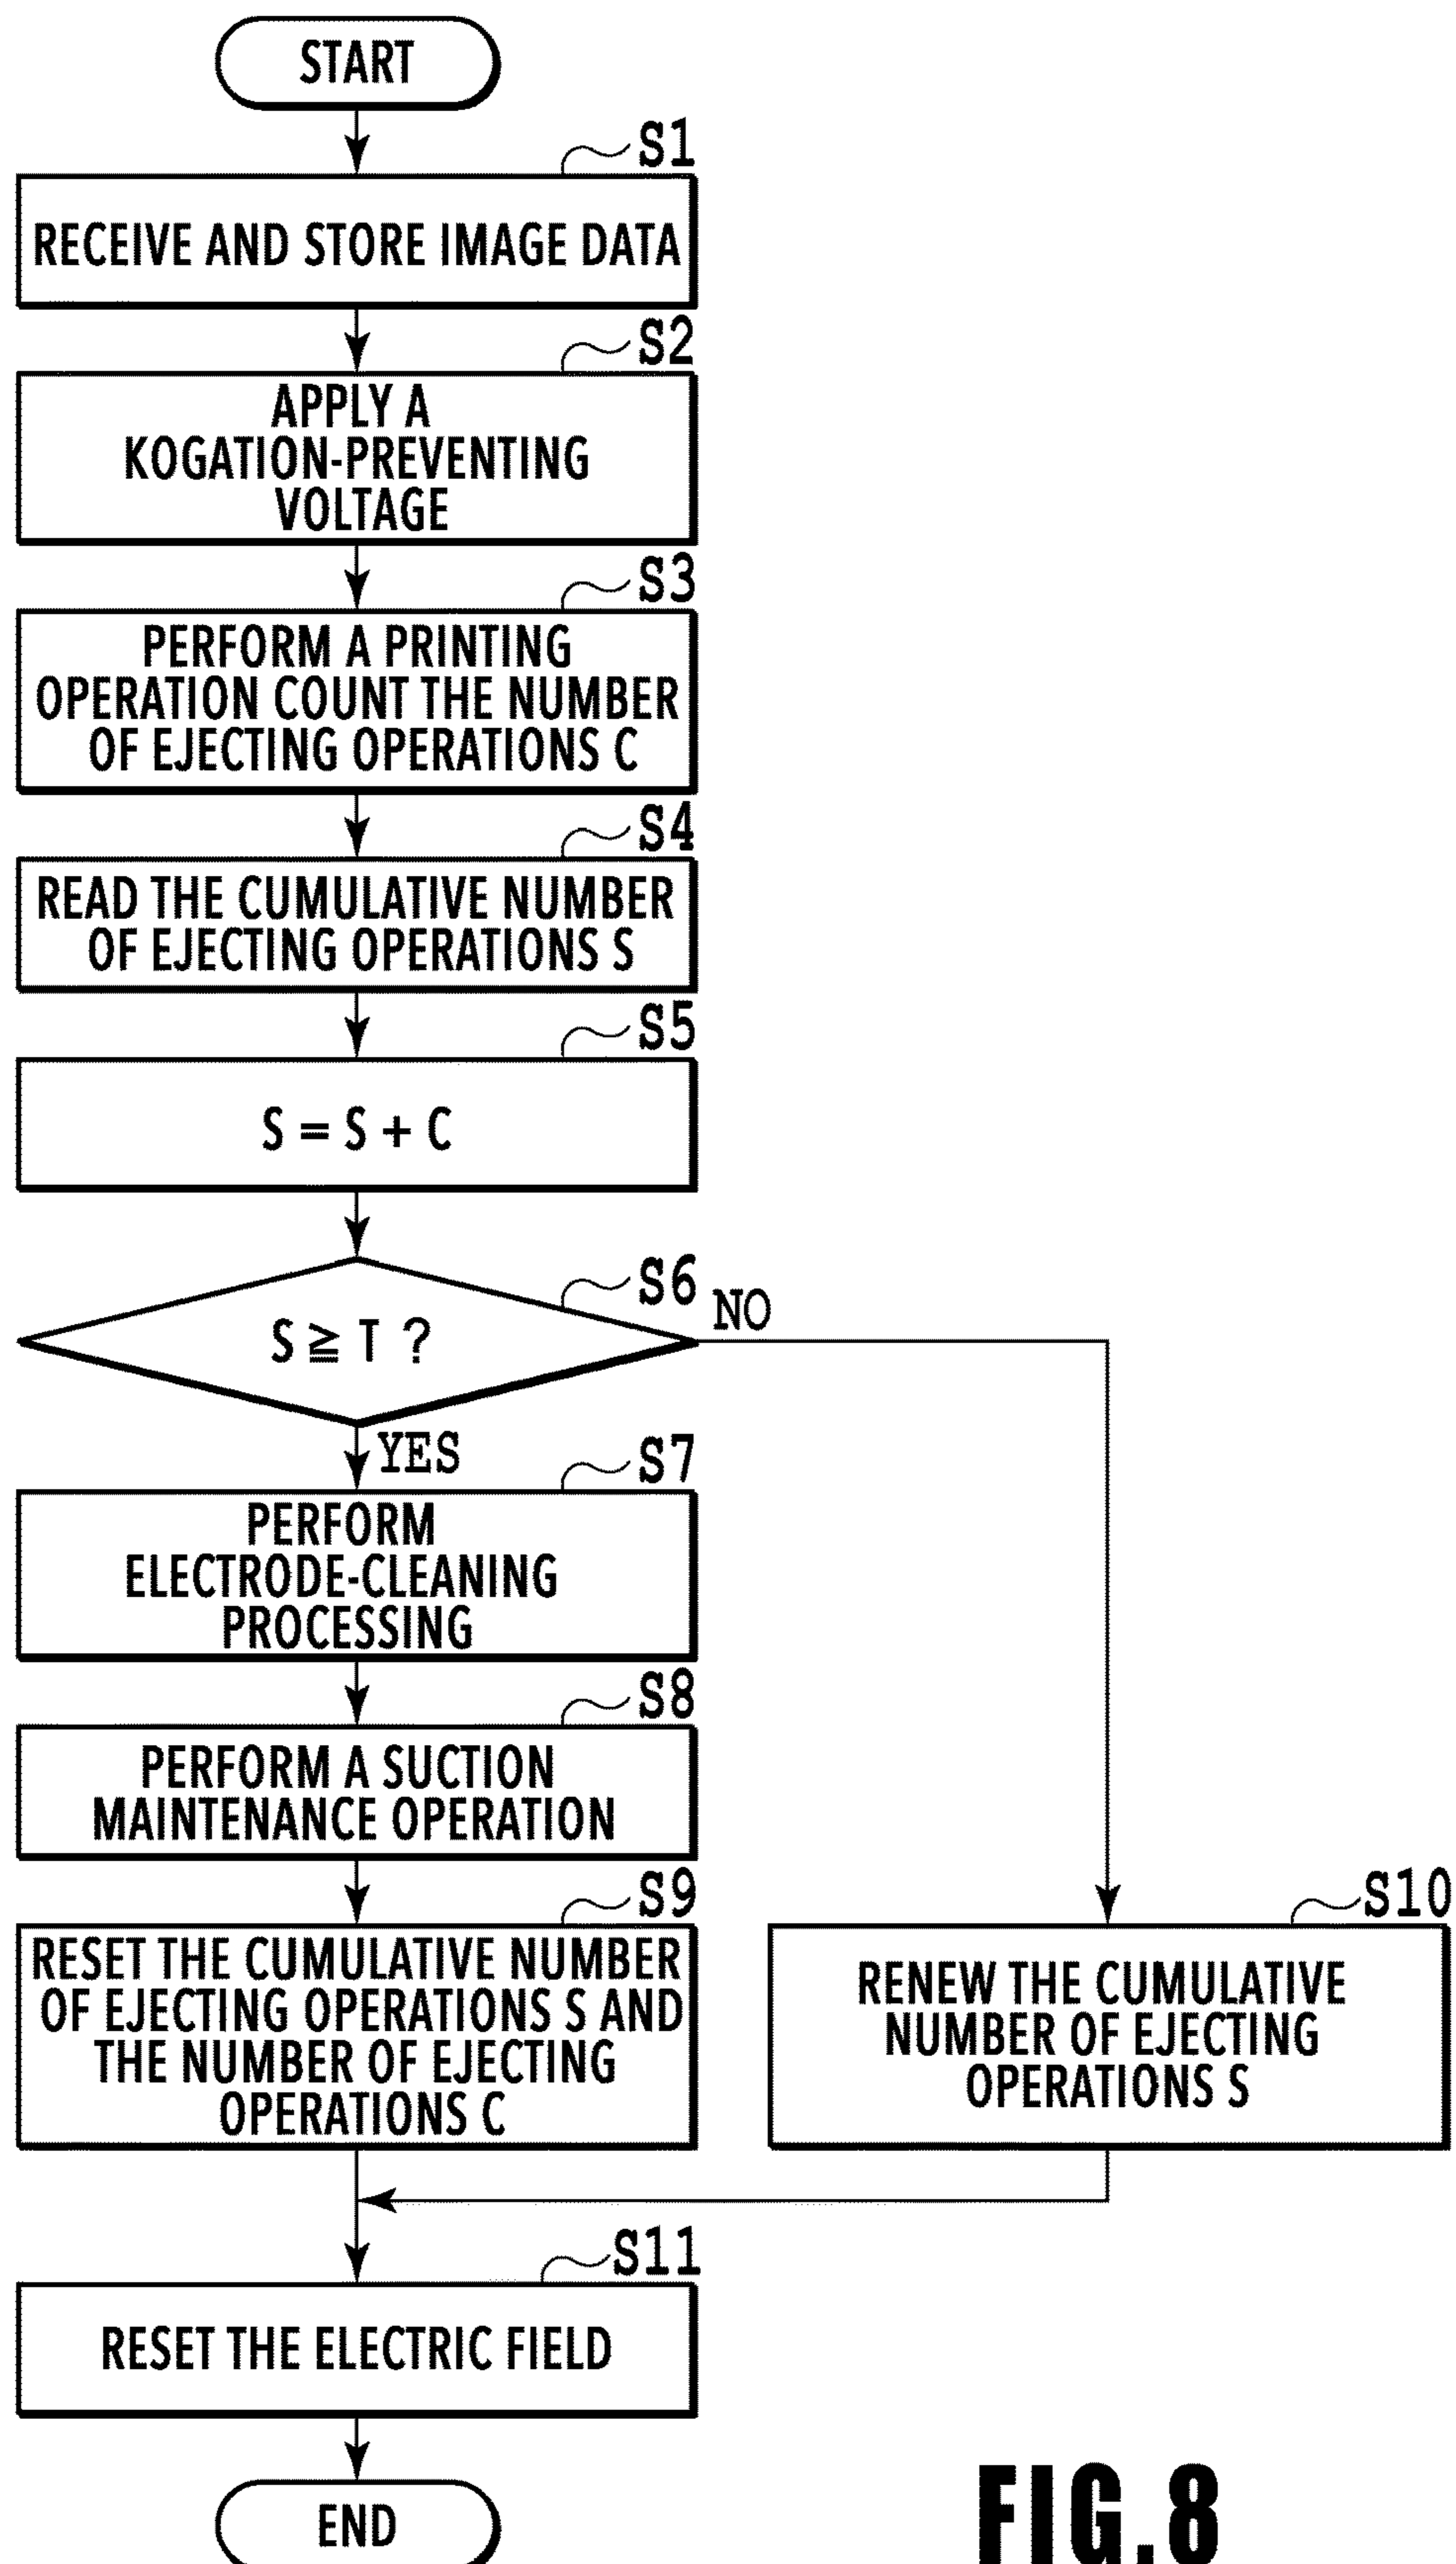 START
S1
RECEIVE AND STORE IMAGE DATA
S2
APPLY A
KOGATION-PREVENTING
VOLTAGE
S3
PERFORM A PRINTING
OPERATION COUNT THE NUMBER
OF EJECTING OPERATIONS C
S4
READ THE CUMULATIVE NUMBER
OF EJECTING OPERATIONS S
S5
S = S + C
S6
S ≧ T ?
NO
YES
S7
PERFORM
ELECTRODE-CLEANING
PROCESSING
S8
PERFORM A SUCTION
MAINTENANCE OPERATION
S9
RESET THE CUMULATIVE NUMBER
OF EJECTING OPERATIONS S AND
THE NUMBER OF EJECTING
OPERATIONS C
S10
RENEW THE CUMULATIVE
NUMBER OF EJECTING
OPERATIONS S
S11
RESET THE ELECTRIC FIELD
END
FIG.8